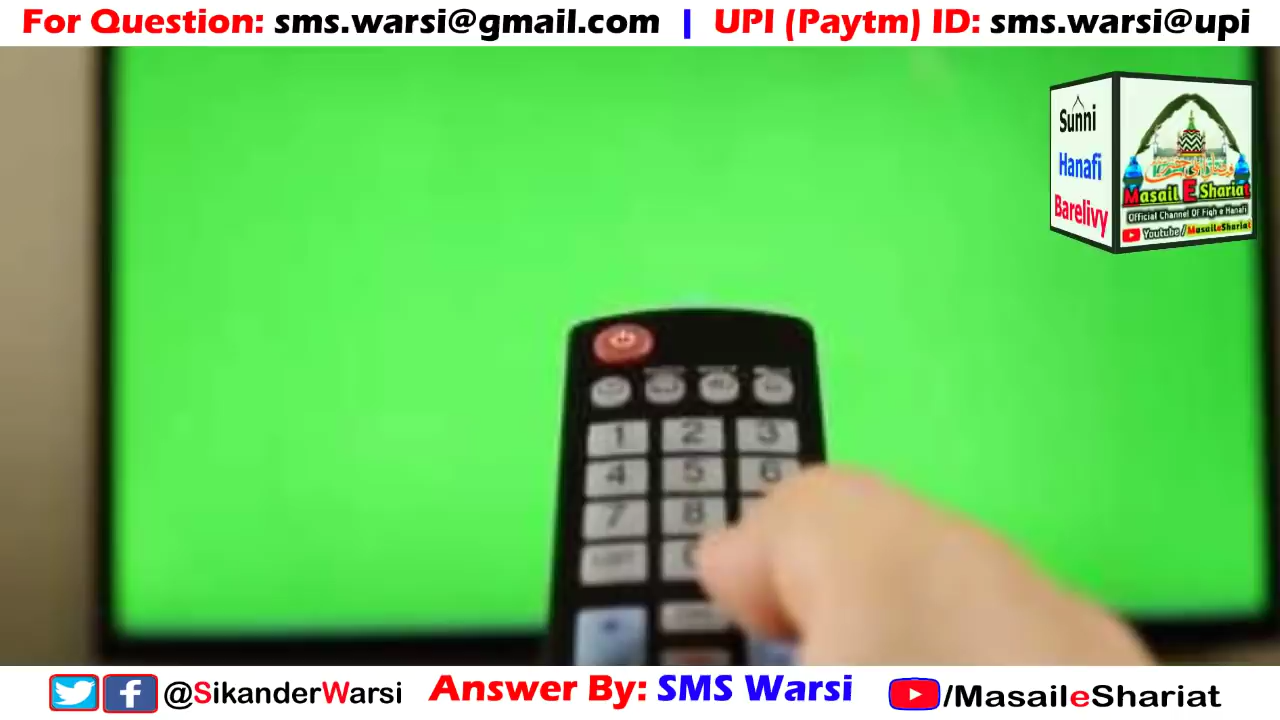 For Question: sms.warsi@gmail.com | UPI (Paytm) ID: sms.warsi@upi
Sunni
Hanafi
Barelivy
Masail E Shariat
Official Channel Of Fiqh e Hanafi
Youtube / MasaileShariat
1 2 3
4 5 6
7 8
@SikanderWarsi
Answer By: SMS Warsi
/MasaileShariat